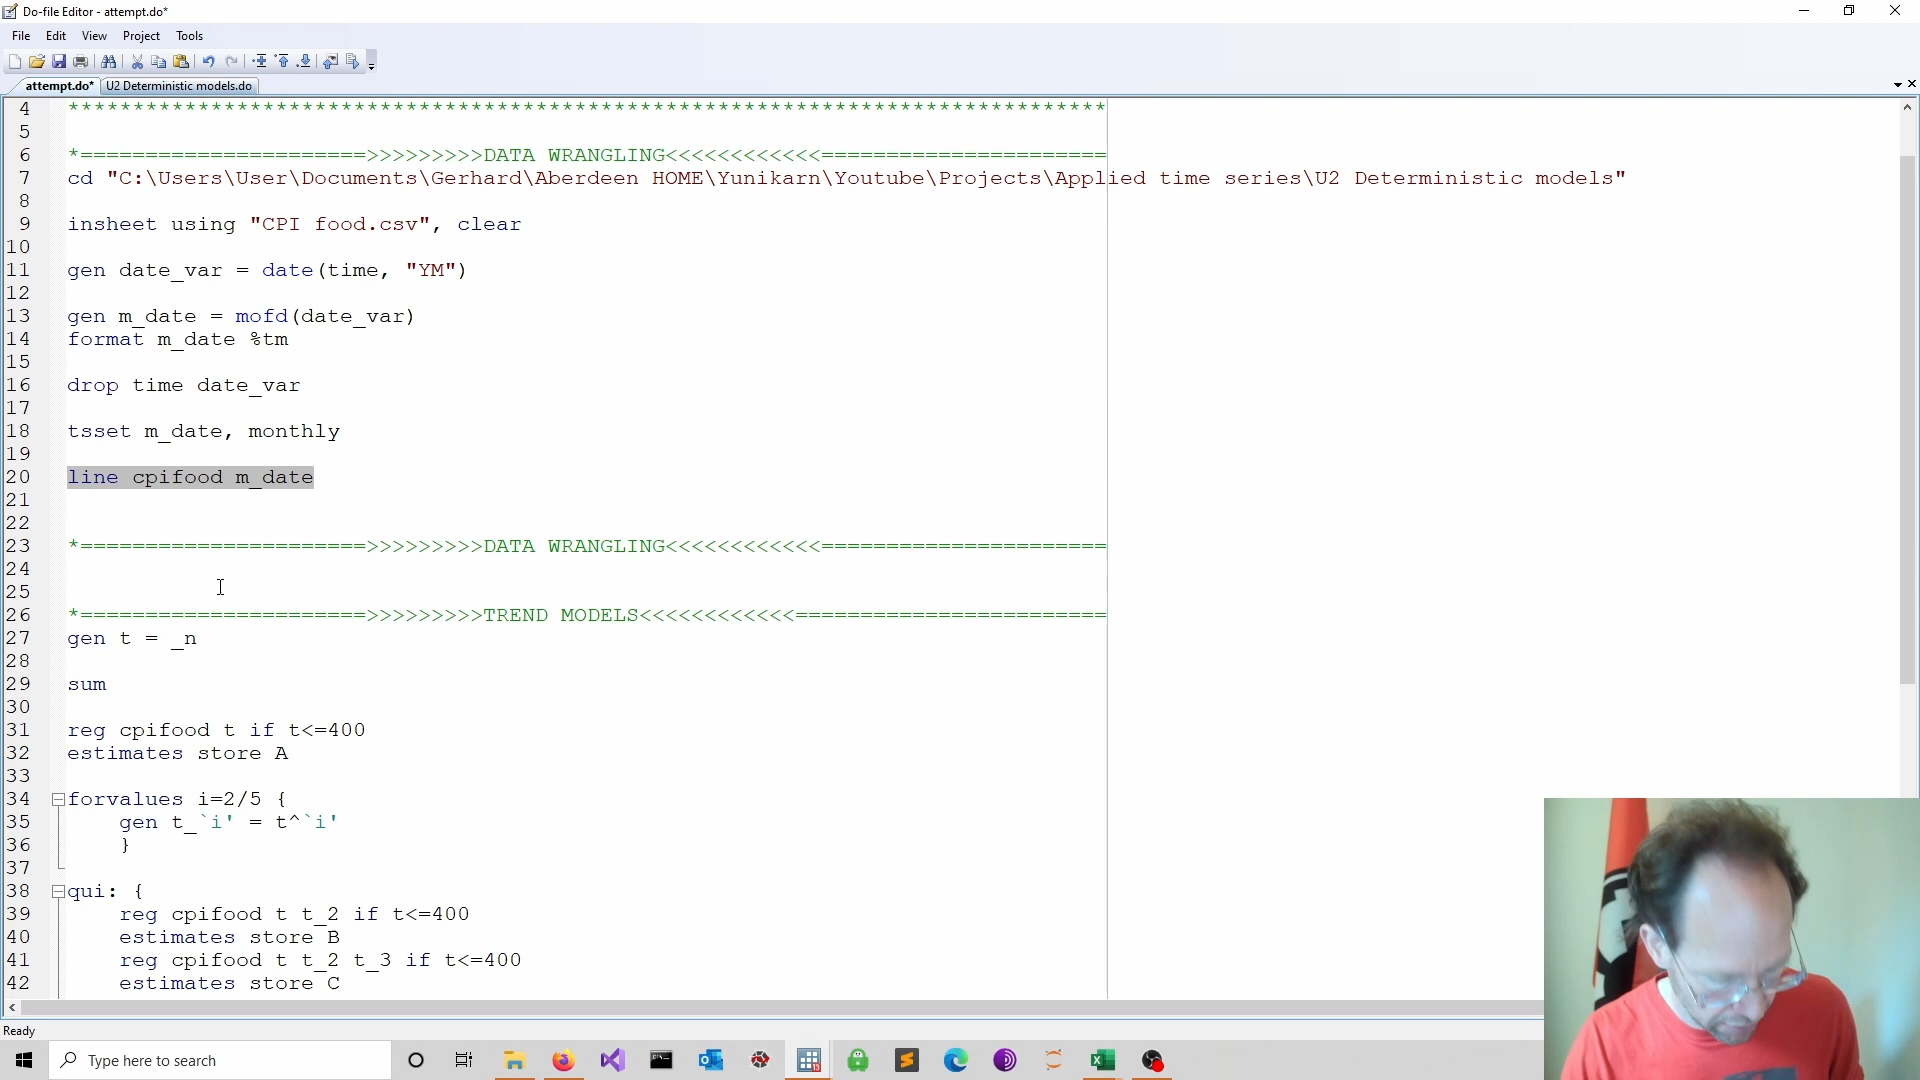 Do-file Editor - attempt.do*
File Edit View Project Tools
attempt.do* U2 Deterministic models.do
4 ********************************************************************************
5
6 *======================>>>>>>>>>DATA WRANGLING<<<<<<<<<<<<======================
7 cd "C:\Users\User\Documents\Gerhard\Aberdeen HOME\Yunikarn\Youtube\Projects\Applied time series\U2 Deterministic models"
8
9 insheet using "CPI food.csv", clear
10
11 gen date_var = date(time, "YM")
12
13 gen m_date = mofd(date_var)
14 format m_date %tm
15
16 drop time date_var
17
18 tsset m_date, monthly
19
20 line cpifood m_date
21
22
23 *======================>>>>>>>>>DATA WRANGLING<<<<<<<<<<<<======================
24
25
26 *======================>>>>>>>>>TREND MODELS<<<<<<<<<<<<========================
27 gen t = _n
28
29 sum
30
31 reg cpifood t if t<=400
32 estimates store A
33
34 forvalues i=2/5 {
35 gen t_`i' = t^`i'
36 }
37
38 qui: {
39 reg cpifood t t_2 if t<=400
40 estimates store B
41 reg cpifood t t_2 t_3 if t<=400
42 estimates store C
Ready
Type here to search